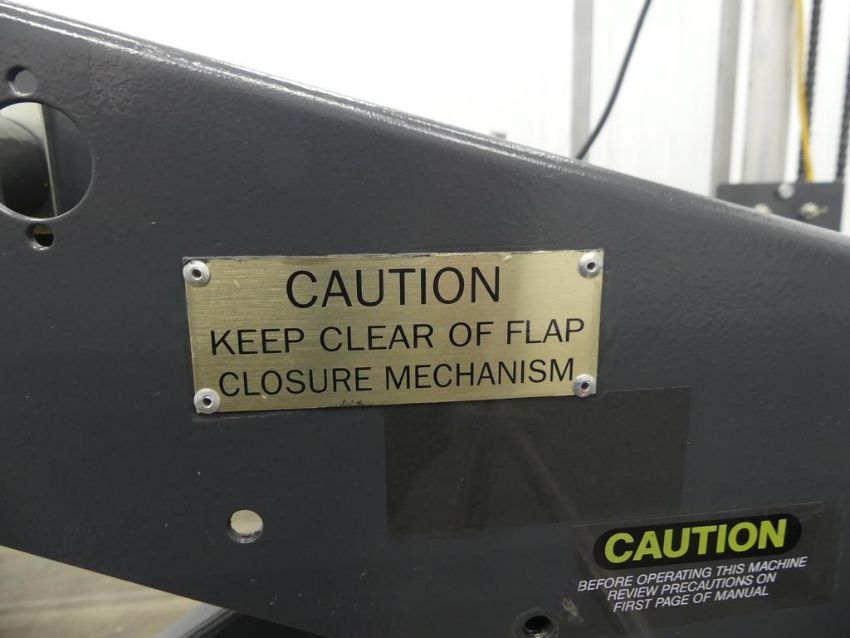 CAUTION
KEEP CLEAR OF FLAP
CLOSURE MECHANISM
CAUTION
BEFORE OPERATING THIS MACHINE
REVIEW PRECAUTIONS ON
FIRST PAGE OF MANUAL